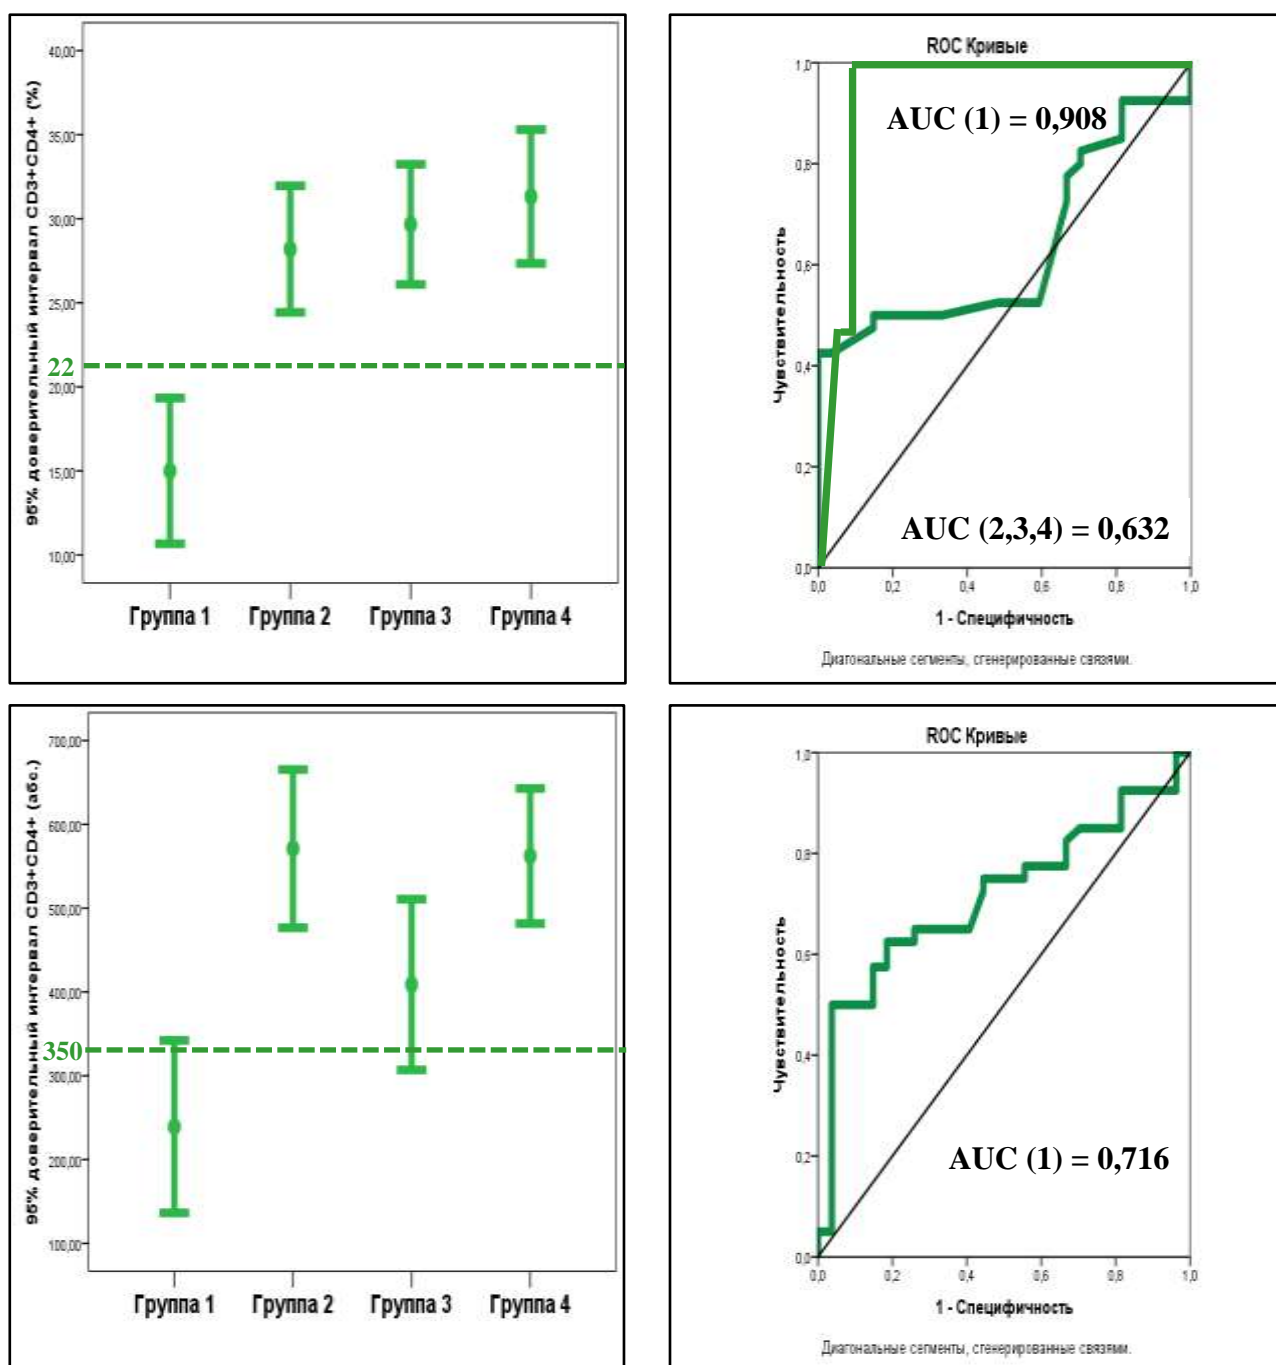 95% доверительный интервал CD3+CD4+ (%)
40,00
35,00
30,00
25,00
22
20,00
15,00
10,00
Группа 1 Группа 2 Группа 3 Группа 4
ROC Кривые
Чувствительность
1,0
0,8
0,6
0,4
0,2
0,0
AUC (1) = 0,908
AUC (2,3,4) = 0,632
0,0 0,2 0,4 0,6 0,8 1,0
1 - Специфичность
Диагональные сегменты, сгенерированные связями.
95% доверительный интервал CD3+CD4+ (абс.)
700,00
600,00
500,00
400,00
350
300,00
200,00
100,00
Группа 1 Группа 2 Группа 3 Группа 4
ROC Кривые
Чувствительность
1,0
0,8
0,6
0,4
0,2
0,0
AUC (1) = 0,716
0,0 0,2 0,4 0,6 0,8 1,0
1 - Специфичность
Диагональные сегменты, сгенерированные связями.